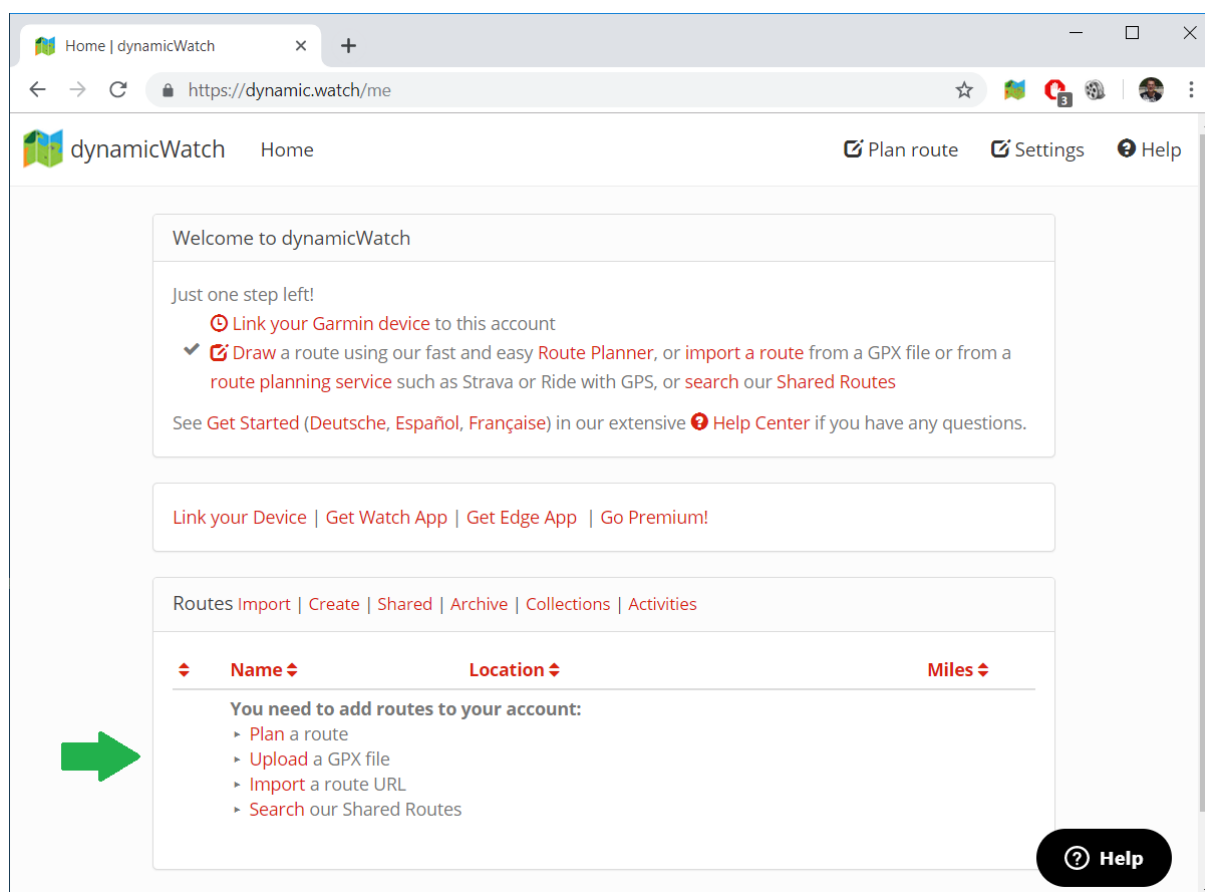 Home | dynamicWatch
https://dynamic.watch/me
3
dynamicWatch Home Plan route Settings Help
Welcome to dynamicWatch
Just one step left!
Link your Garmin device to this account
Draw a route using our fast and easy Route Planner, or import a route from a GPX file or from a
route planning service such as Strava or Ride with GPS, or search our Shared Routes
See Get Started (Deutsche, Español, Française) in our extensive Help Center if you have any questions.
Link your Device | Get Watch App | Get Edge App | Go Premium!
Routes Import | Create | Shared | Archive | Collections | Activities
Name Location Miles
You need to add routes to your account:
▸ Plan a route
▸ Upload a GPX file
▸ Import a route URL
▸ Search our Shared Routes
Help